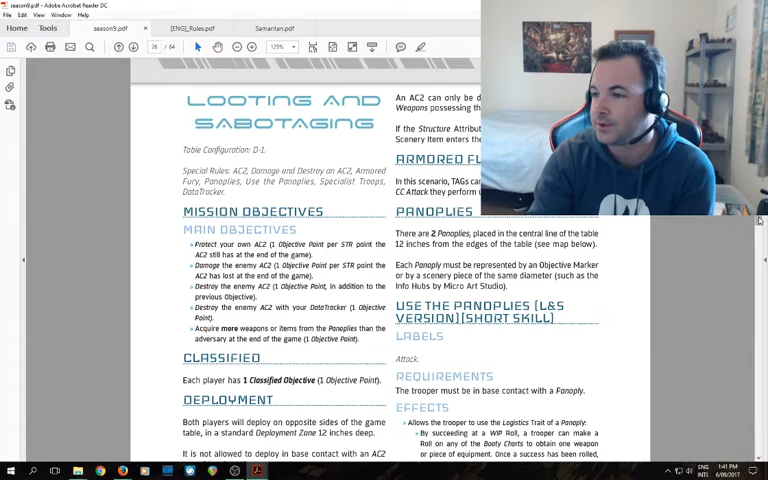 season9.pdf - Adobe Acrobat Reader DC
File Edit View Window Help
Home Tools season9.pdf × [ENG]_Rules.pdf Samaritan.pdf
26 / 64 125%
LOOTING AND
SABOTAGING
Table Configuration: D-1.
Special Rules: AC2, Damage and Destroy an AC2, Armored
Fury, Panoplies, Use the Panoplies, Specialist Troops,
DataTracker.
MISSION OBJECTIVES
MAIN OBJECTIVES
Protect your own AC2 (1 Objective Point per STR point the
AC2 still has at the end of the game).
Damage the enemy AC2 (1 Objective Point per STR point the
AC2 has lost at the end of the game).
Destroy the enemy AC2 (1 Objective Point, in addition to the
previous Objective).
Destroy the enemy AC2 with your DataTracker (1 Objective
Point).
Acquire more weapons or items from the Panoplies than the
adversary at the end of the game (1 Objective Point).
CLASSIFIED
Each player has 1 Classified Objective (1 Objective Point).
DEPLOYMENT
Both players will deploy on opposite sides of the game
table, in a standard Deployment Zone 12 inches deep.
It is not allowed to deploy in base contact with an AC2
An AC2 can only be d
Weapons possessing th
If the Structure Attribut
Scenery Item enters the
ARMORED FU
In this scenario, TAGs ca
CC Attack they perform u
PANOPLIES
There are 2 Panoplies, placed in the central line of the table
12 inches from the edges of the table (see map below).
Each Panoply must be represented by an Objective Marker
or by a scenery piece of the same diameter (such as the
Info Hubs by Micro Art Studio).
USE THE PANOPLIES (L&S
VERSION)(SHORT SKILL)
LABELS
Attack.
REQUIREMENTS
The trooper must be in base contact with a Panoply.
EFFECTS
Allows the trooper to use the Logistics Trait of a Panoply:
By succeeding at a WIP Roll, a trooper can make a
Roll on any of the Booty Charts to obtain one weapon
or piece of equipment. Once a success has been rolled,
ENG 1:41 PM
INTL 6/09/2017